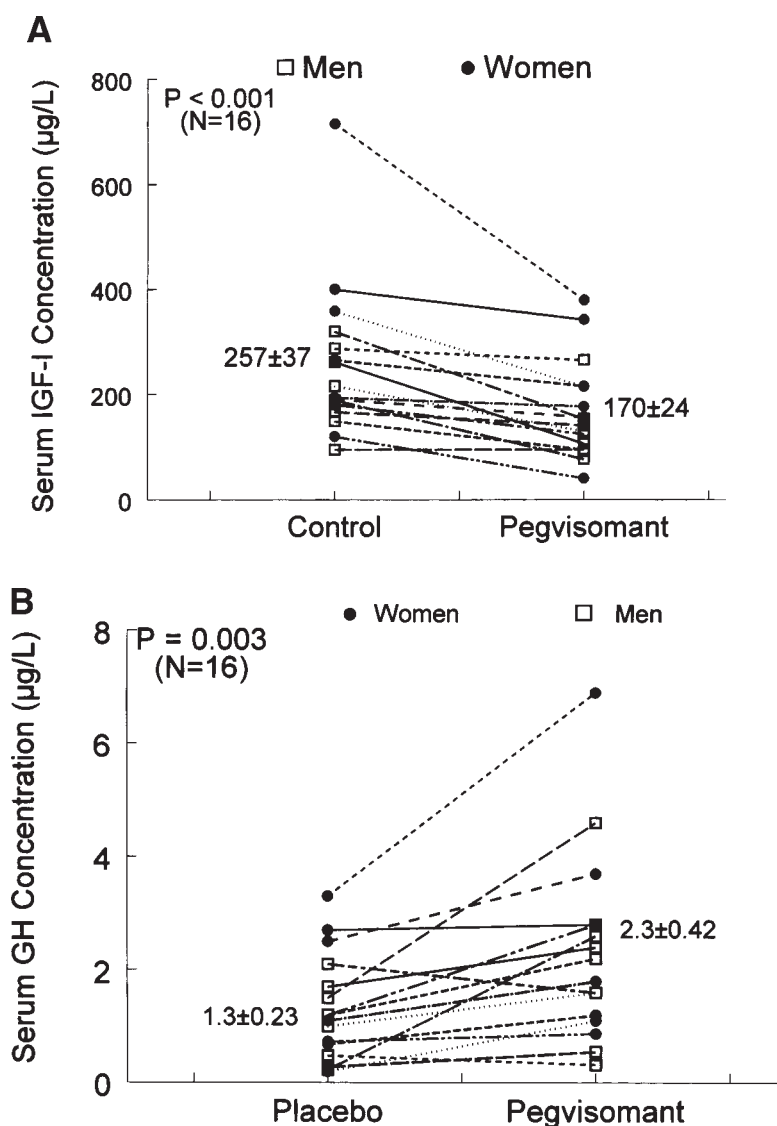 A
□ Men ● Women
P < 0.001
(N=16)
Serum IGF-I Concentration (µg/L)
800
600
400
200
0
257±37
170±24
Control Pegvisomant
B
● Women □ Men
P = 0.003
(N=16)
Serum GH Concentration (µg/L)
8
6
4
2
0
2.3±0.42
1.3±0.23
Placebo Pegvisomant